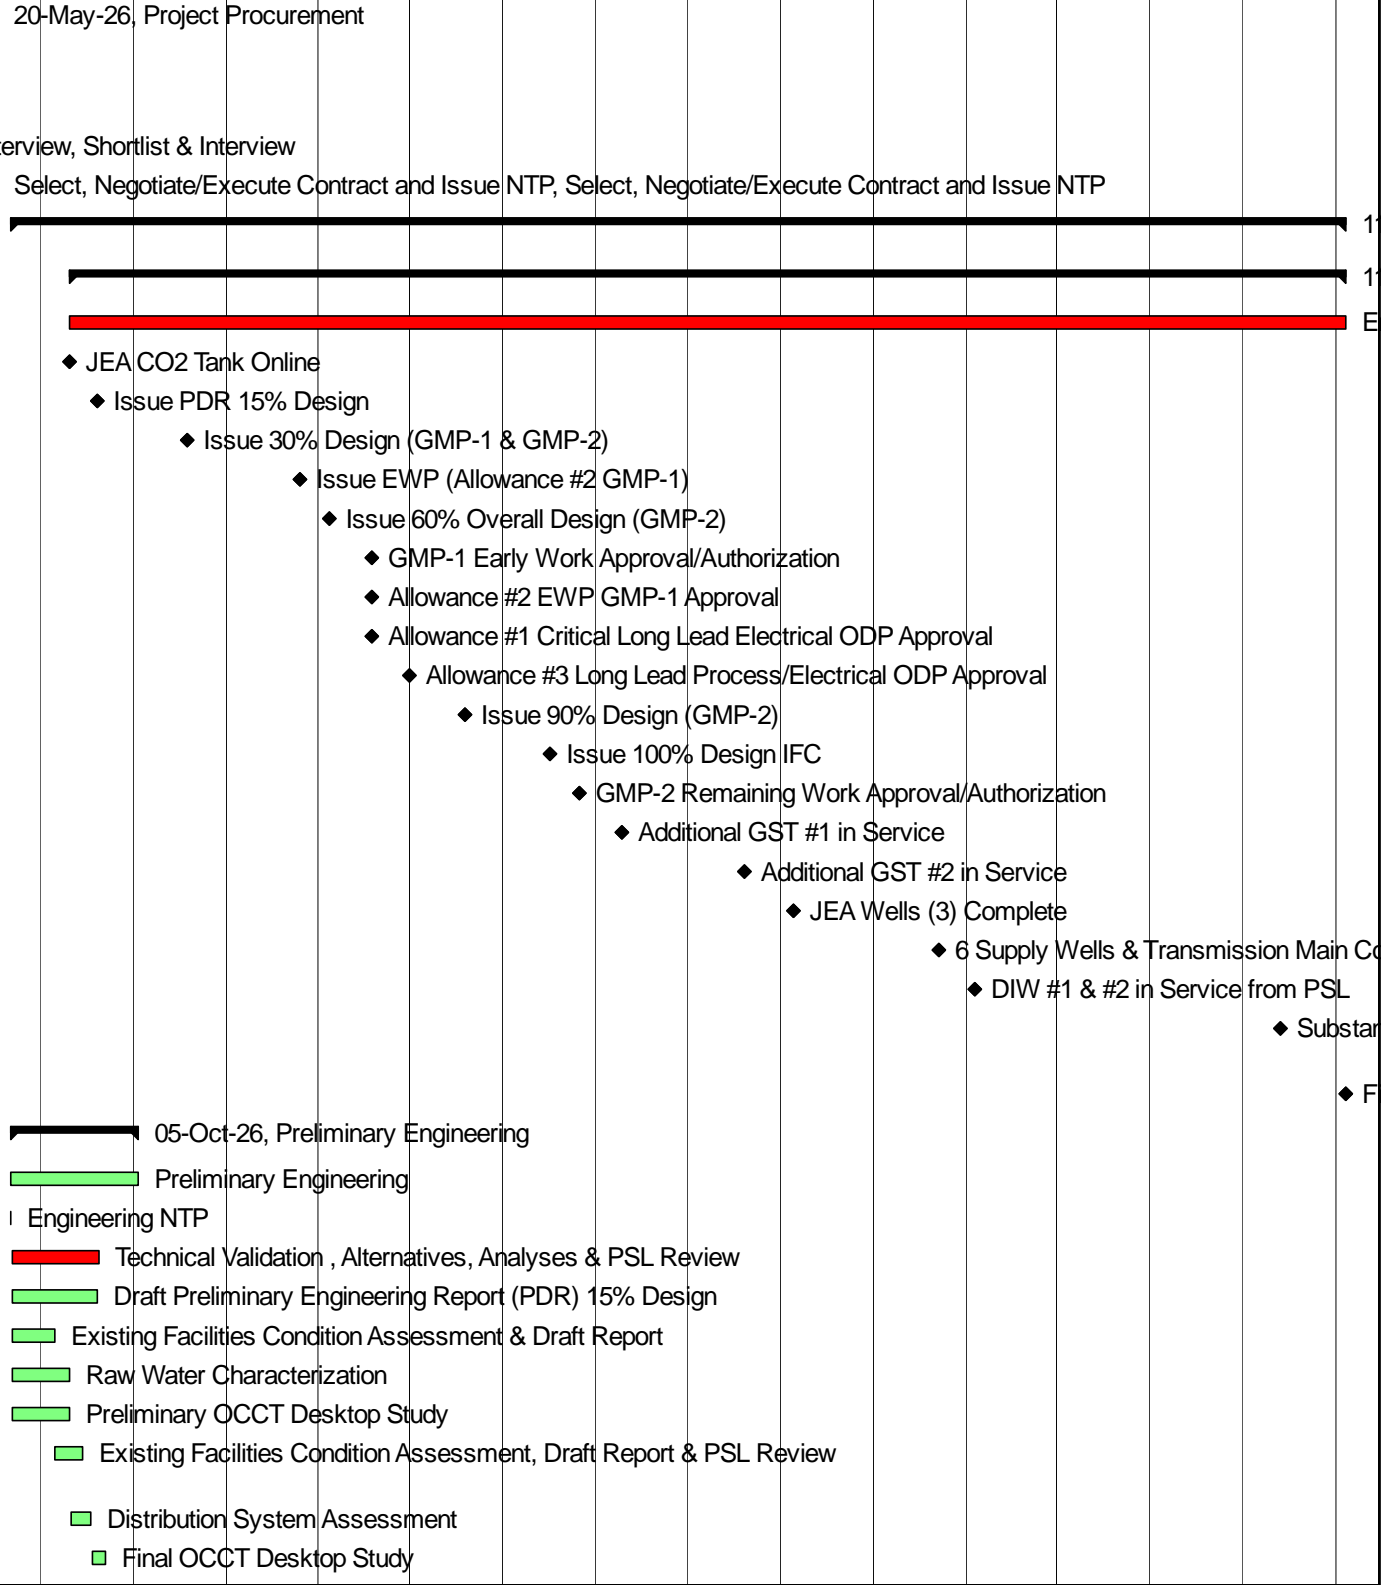 20-May-26, Project Procurement
erview, Shortlist & Interview
Select, Negotiate/Execute Contract and Issue NTP, Select, Negotiate/Execute Contract and Issue NTP
11
11
E
JEA CO2 Tank Online
Issue PDR 15% Design
Issue 30% Design (GMP-1 & GMP-2)
Issue EWP (Allowance #2 GMP-1)
Issue 60% Overall Design (GMP-2)
GMP-1 Early Work Approval/Authorization
Allowance #2 EWP GMP-1 Approval
Allowance #1 Critical Long Lead Electrical ODP Approval
Allowance #3 Long Lead Process/Electrical ODP Approval
Issue 90% Design (GMP-2)
Issue 100% Design IFC
GMP-2 Remaining Work Approval/Authorization
Additional GST #1 in Service
Additional GST #2 in Service
JEA Wells (3) Complete
6 Supply Wells & Transmission Main Co
DIW #1 & #2 in Service from PSL
Substan
F
05-Oct-26, Preliminary Engineering
Preliminary Engineering
Engineering NTP
Technical Validation , Alternatives, Analyses & PSL Review
Draft Preliminary Engineering Report (PDR) 15% Design
Existing Facilities Condition Assessment & Draft Report
Raw Water Characterization
Preliminary OCCT Desktop Study
Existing Facilities Condition Assessment, Draft Report & PSL Review
Distribution System Assessment
Final OCCT Desktop Study